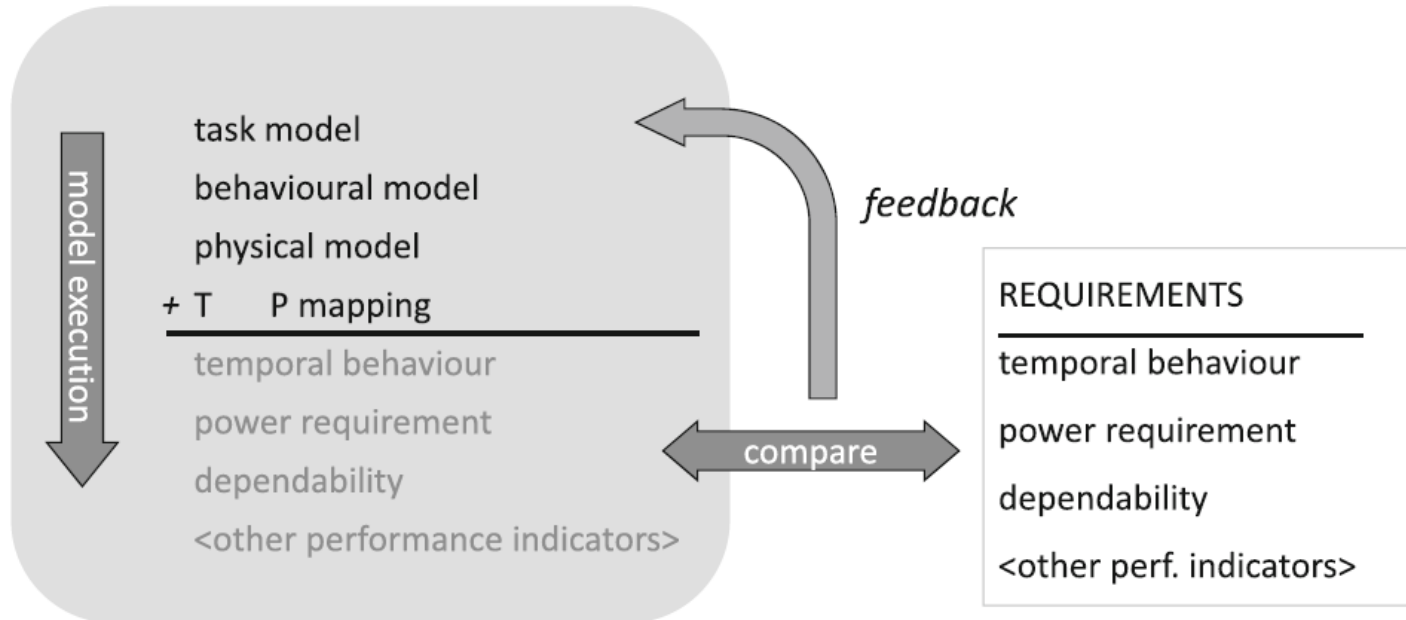 task model
behavioural model
physical model
+ T P mapping
temporal behaviour
power requirement
dependability
<other performance indicators>
model execution
feedback
compare
REQUIREMENTS
temporal behaviour
power requirement
dependability
<other perf. indicators>